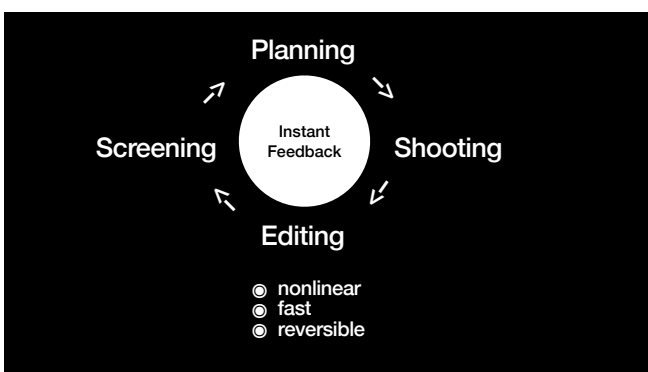 Planning
Instant
Feedback
Screening
Shooting
Editing
nonlinear
fast
reversible